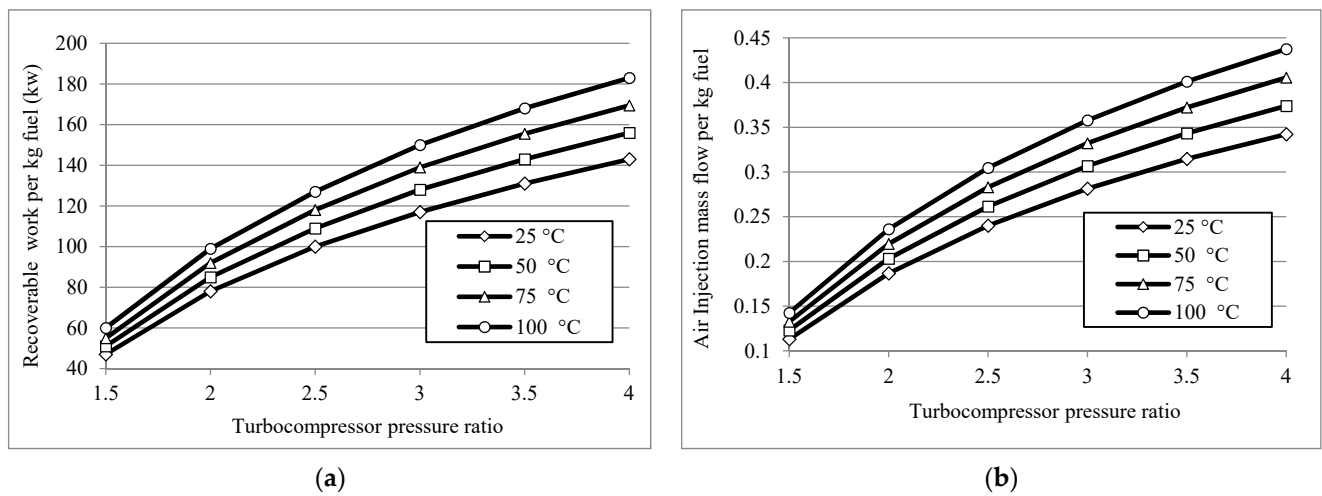 200
180
160
140
120
100
80
60
40
Recoverable work per kg fuel (kw)
25 °C
50 °C
75 °C
100 °C
1.5 2 2.5 3 3.5 4
Turbocompressor pressure ratio
(a)
0.45
0.4
0.35
0.3
0.25
0.2
0.15
0.1
Air Injection mass flow per kg fuel
25 °C
50 °C
75 °C
100 °C
1.5 2 2.5 3 3.5 4
Turbocompressor pressure ratio
(b)